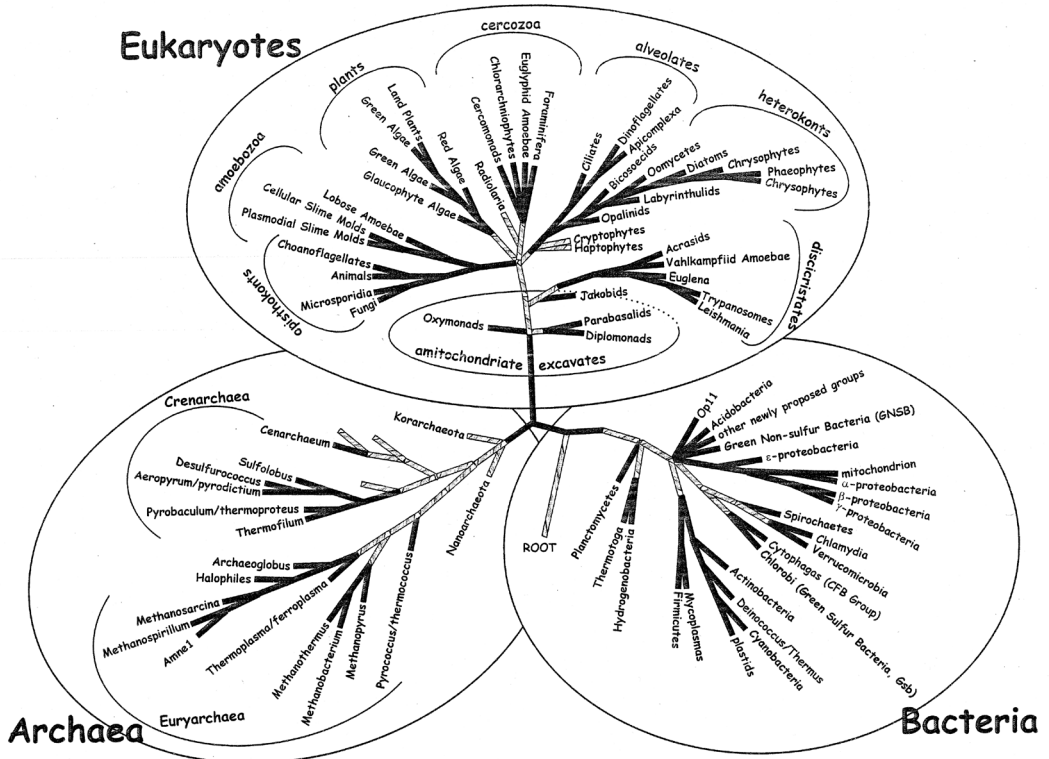 Eukaryotes
cercozoa
plants
alveolates
heterokonts
amoebozoa
opisthokonts
discicristates
Land Plants
Green Algae
Red Algae
Green Algae
Glaucophyte Algae
Radiolaria
Cercomonads
Chlorarchniophytes
Euglyphid Amoebae
Foraminifera
Ciliates
Dinoflagellates
Apicomplexa
Bicosoecids
Oomycetes
Diatoms
Chrysophytes
Phaeophytes
Chrysophytes
Labyrinthulids
Opalinids
Cryptophytes
Haptophytes
Lobose Amoebae
Cellular Slime Molds
Plasmodial Slime Molds
Choanoflagellates
Animals
Microsporidia
Fungi
Acrasids
Vahlkampfiid Amoebae
Euglena
Trypanosomes
Leishmania
Jakobids
Oxymonads
Parabasalids
Diplomonads
amitochondriate excavates
Crenarchaea
Korarchaeota
Cenarchaeum
Sulfolobus
Desulfurococcus
Aeropyrum/pyrodictium
Pyrobaculum/thermoproteus
Thermofilum
Nanoarchaeota
Archaeoglobus
Halophiles
Methanosarcina
Methanospirillum
Amne1
Thermoplasma/ferroplasma
Methanothermus
Methanobacterium
Methanopyrus
Pyrococcus/thermococcus
Euryarchaea
Archaea
ROOT
Op11
Acidobacteria
other newly proposed groups
Green Non-sulfur Bacteria (GNSB)
ε-proteobacteria
mitochondrion
α-proteobacteria
β-proteobacteria
γ-proteobacteria
Spirochaetes
Chlamydia
Verrucomicrobia
Cytophagas (CFB Group)
Chlorobi (Green Sulfur Bacteria, Gsb)
Planctomycetes
Thermotoga
Hydrogenobacteria
Firmicutes
Mycoplasmas
Actinobacteria
Deinococcus/Thermus
Cyanobacteria
plastids
Bacteria